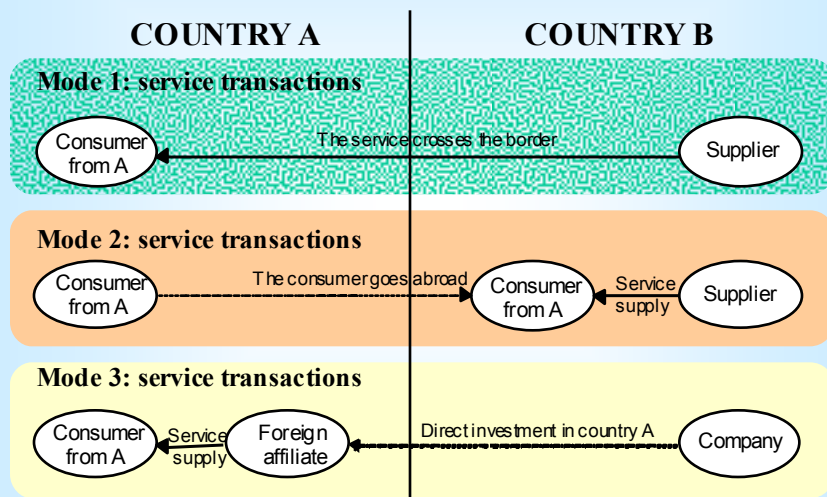 COUNTRY A
COUNTRY B
Mode 1: service transactions
Consumer
from A
The service crosses the border
Supplier
Mode 2: service transactions
Consumer
from A
The consumer goes abroad
Consumer
from A
Service
supply
Supplier
Mode 3: service transactions
Consumer
from A
Service
supply
Foreign
affiliate
Direct investment in country A
Company